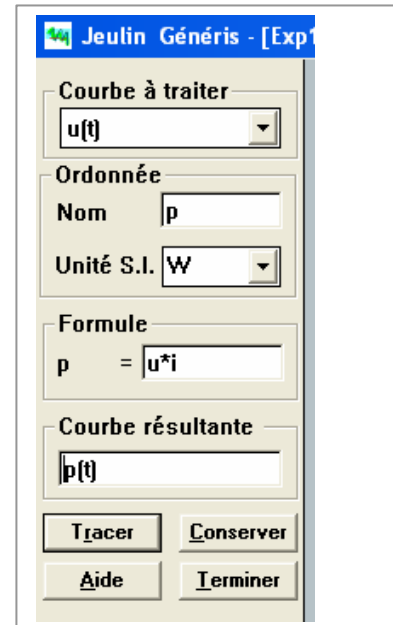 Jeulin Généris - [Exp1
Courbe à traiter
u(t)
Ordonnée
Nom p
Unité S.I. W
Formule
p = u*i
Courbe résultante
p(t)
Tracer Conserver
Aide Terminer